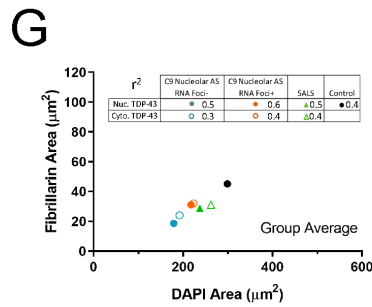 G
r²
C9 Nucleolar AS RNA Foci-
C9 Nucleolar AS RNA Foci+
SALS
Control
Nuc. TDP-43 0.5 0.6 0.5 0.4
Cyto. TDP-43 0.3 0.4 0.4
Fibrillarin Area (μm²)
120
100
80
60
40
20
0
Group Average
0 200 400 600
DAPI Area (μm²)